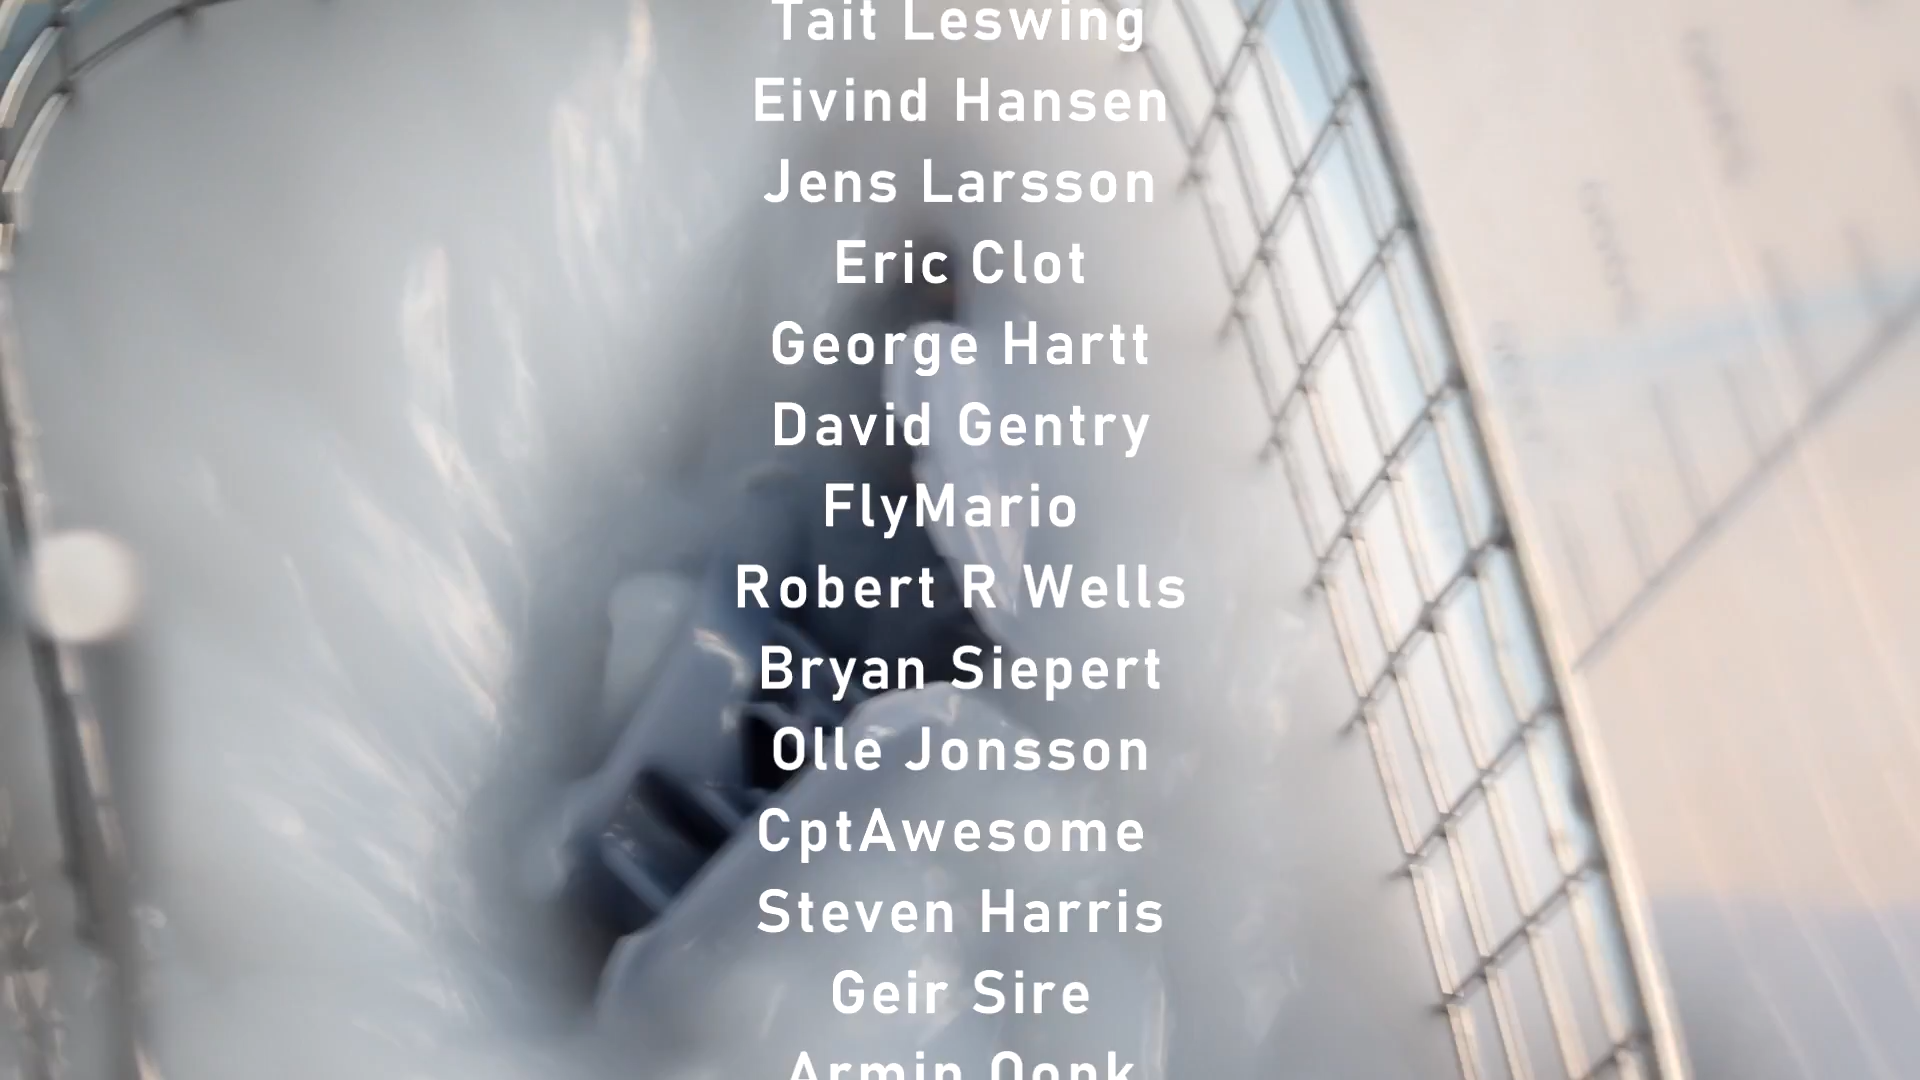 Tait Leswing
Eivind Hansen
Jens Larsson
Eric Clot
George Hartt
David Gentry
FlyMario
Robert R Wells
Bryan Siepert
Olle Jonsson
CptAwesome
Steven Harris
Geir Sire
Armin